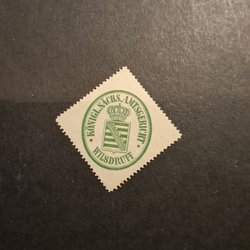 KÖNIGL. SÄCHS. AMTSGERICHT
WILSDRUFF